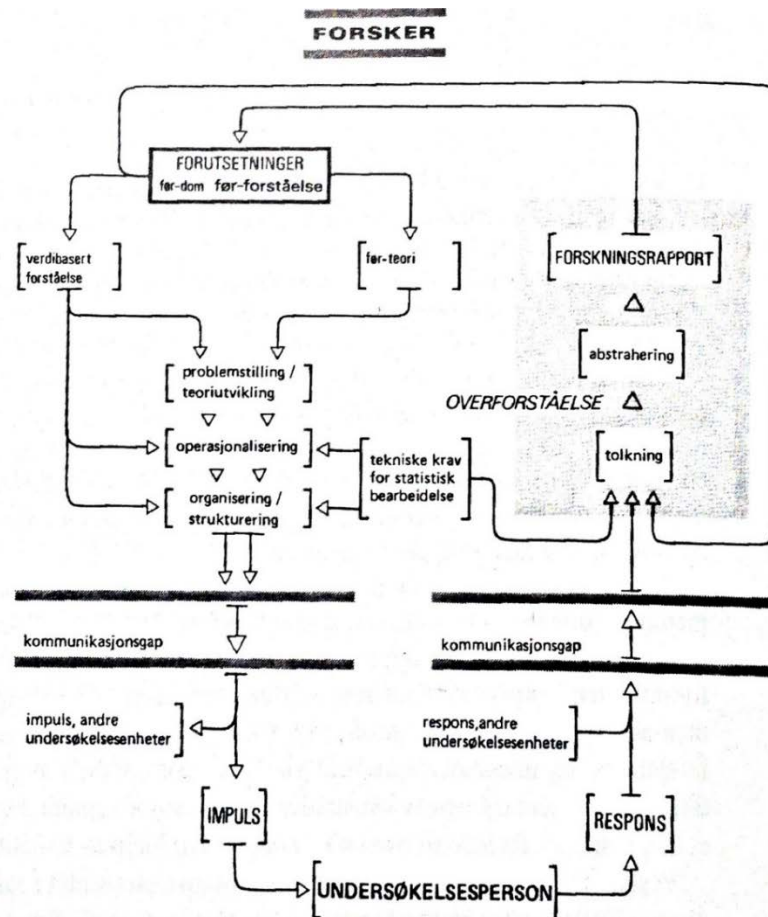 FORSKER
FORUTSETNINGER
før-dom før-forståelse
verdibasert
forståelse
før-teori
FORSKNINGSRAPPORT
problemstilling /
teoriutvikling
abstrahering
OVERFORSTÅELSE
operasjonalisering
tekniske krav
for statistisk
bearbeidelse
tolkning
organisering /
strukturering
kommunikasjonsgap
kommunikasjonsgap
impuls, andre
undersøkelsesenheter
respons,andre
undersøkelsesenheter
IMPULS
RESPONS
UNDERSØKELSESPERSON